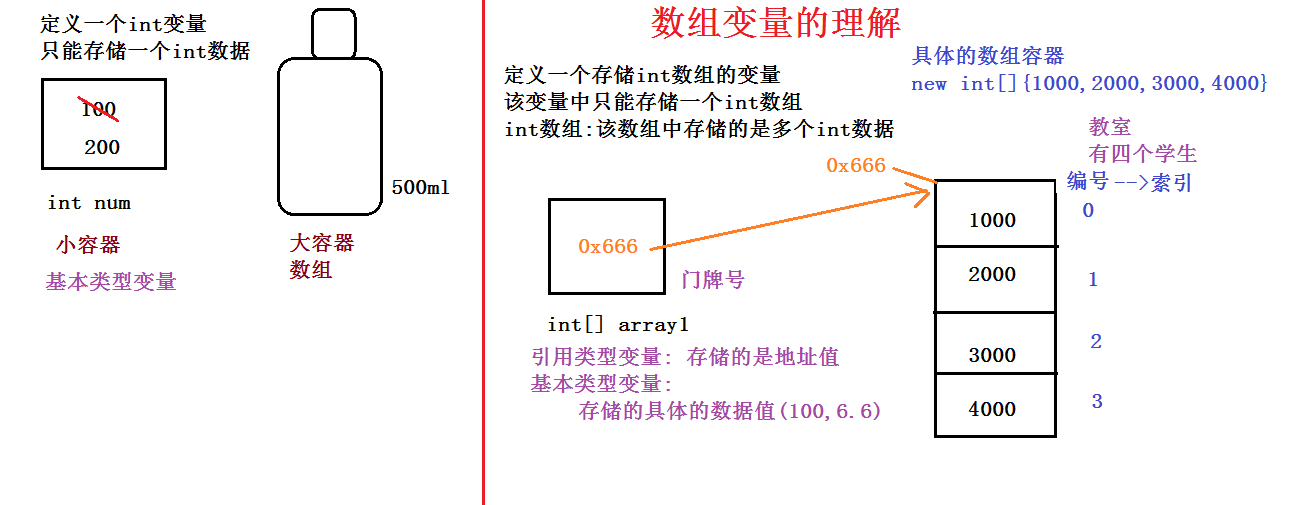 定义一个int变量
只能存储一个int数据
100
200
int num
小容器
基本类型变量
500ml
大容器
数组
数组变量的理解
定义一个存储int数组的变量
该变量中只能存储一个int数组
int数组:该数组中存储的是多个int数据
0x666
门牌号
int[] array1
引用类型变量: 存储的是地址值
基本类型变量:
存储的具体的数据值(100,6.6)
具体的数组容器
new int[]{1000,2000,3000,4000}
教室
有四个学生
编号-->索引
0x666
1000 0
2000 1
3000 2
4000 3